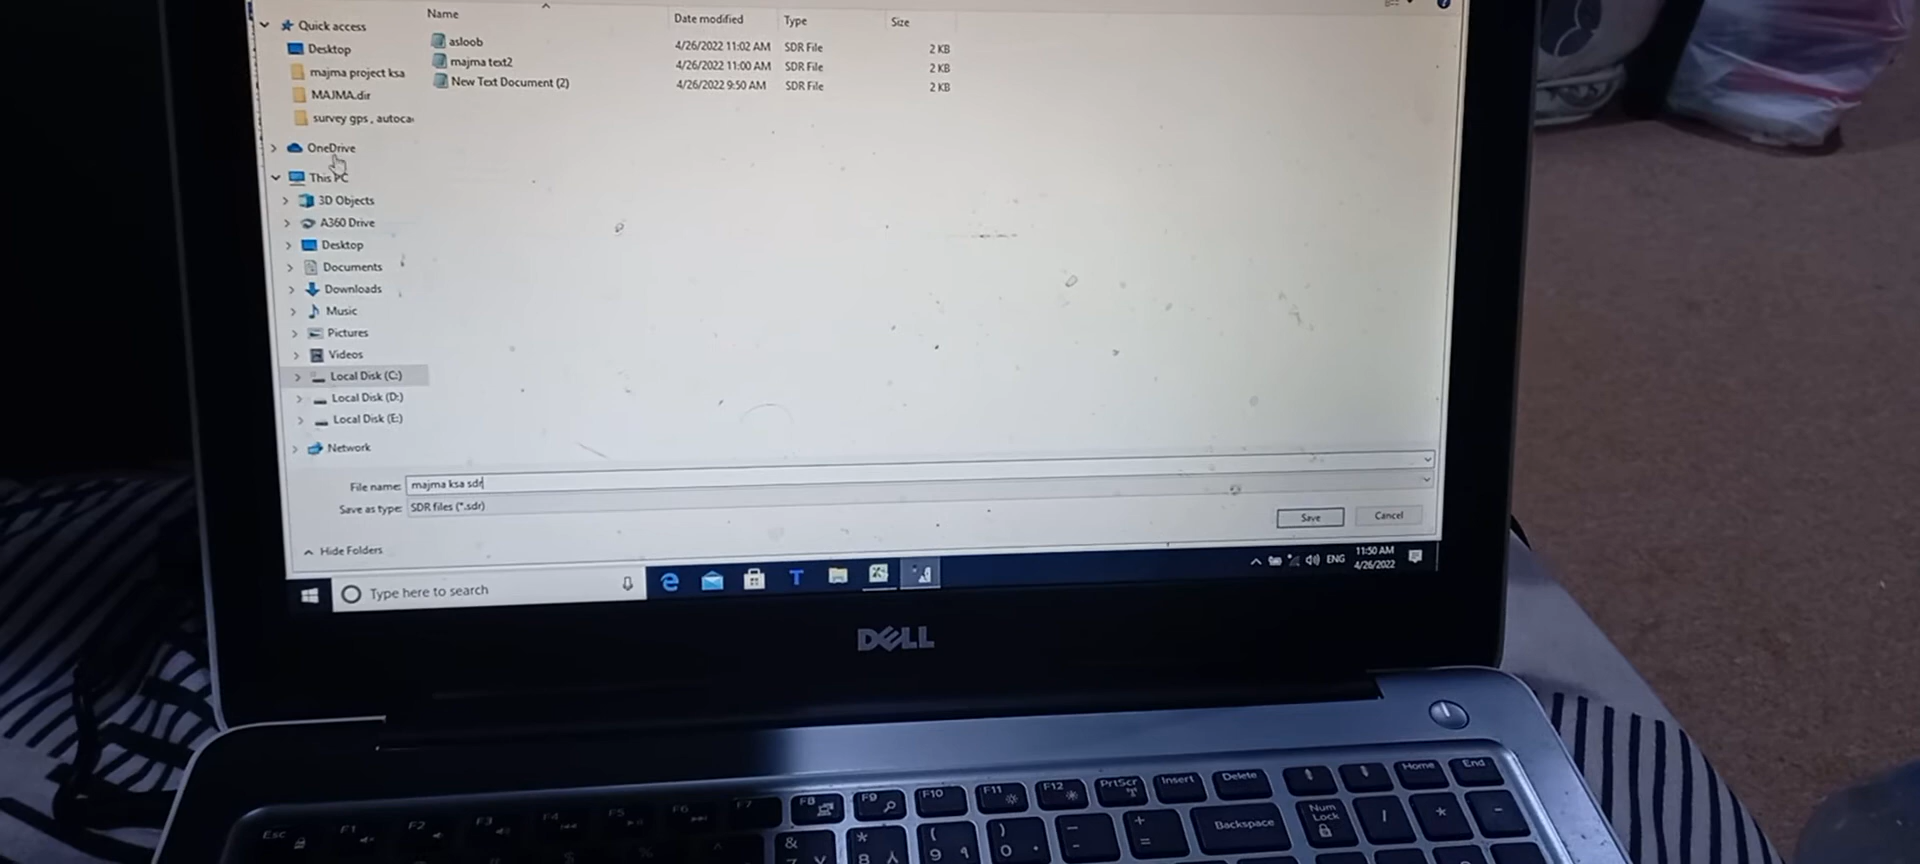 Name Date modified Type Size
Quick access
Desktop
majma project ksa
MAJMA.dir
survey gps , autoca
OneDrive
This PC
3D Objects
A360 Drive
Desktop
Documents
Downloads
Music
Pictures
Videos
Local Disk (C:)
Local Disk (D:)
Local Disk (E:)
Network
asloob 4/26/2022 11:02 AM SDR File 2 KB
majma text2 4/26/2022 11:00 AM SDR File 2 KB
New Text Document (2) 4/26/2022 9:50 AM SDR File 2 KB
File name: majma ksa sdr
Save as type: SDR files (*.sdr)
Save Cancel
Hide Folders
Type here to search
ENG 11:50 AM
4/26/2022
DELL
Esc F1 F2 F3 F4 F5 F6 F7 F8 F9 F10 F11 F12 PrtScr Insert Delete Home End
& * ( ) _ + Backspace Num Lock / * -
7 8 9 0 - =